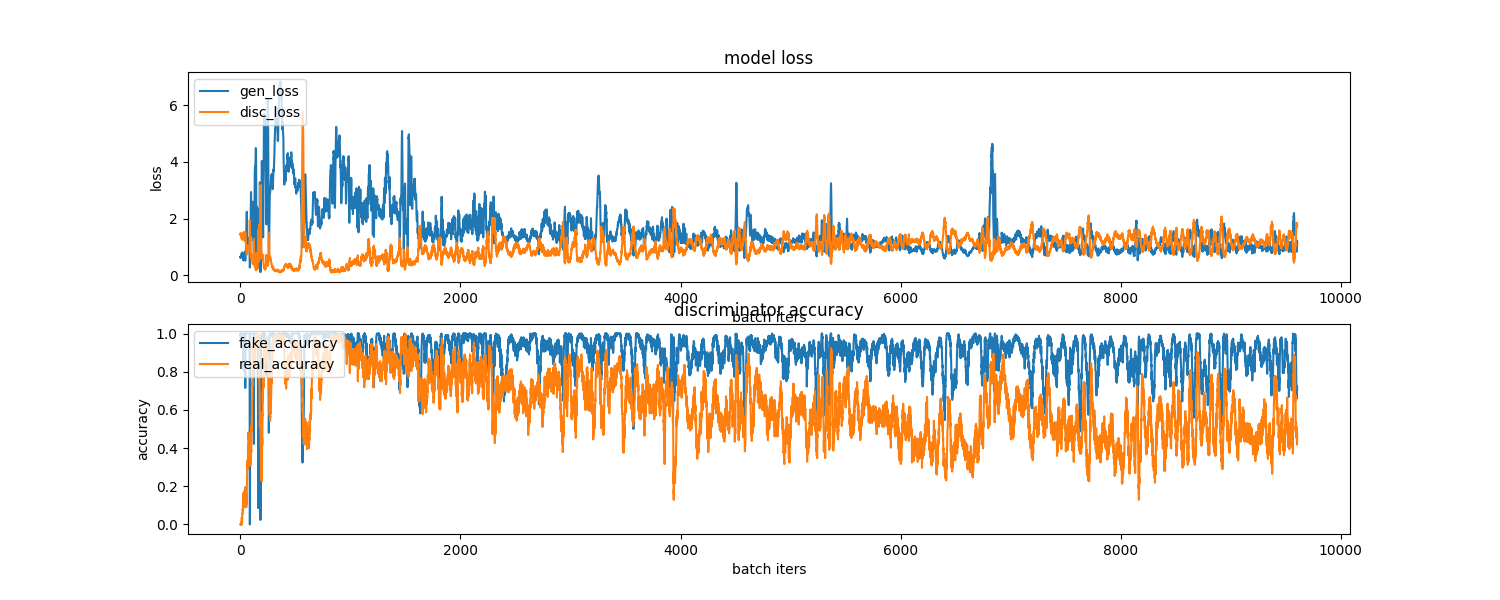 model loss
gen_loss
disc_loss
loss
6
4
2
0
0 2000 4000 6000 8000 10000
batch iters
discriminator accuracy
fake_accuracy
real_accuracy
accuracy
1.0
0.8
0.6
0.4
0.2
0.0
0 2000 4000 6000 8000 10000
batch iters